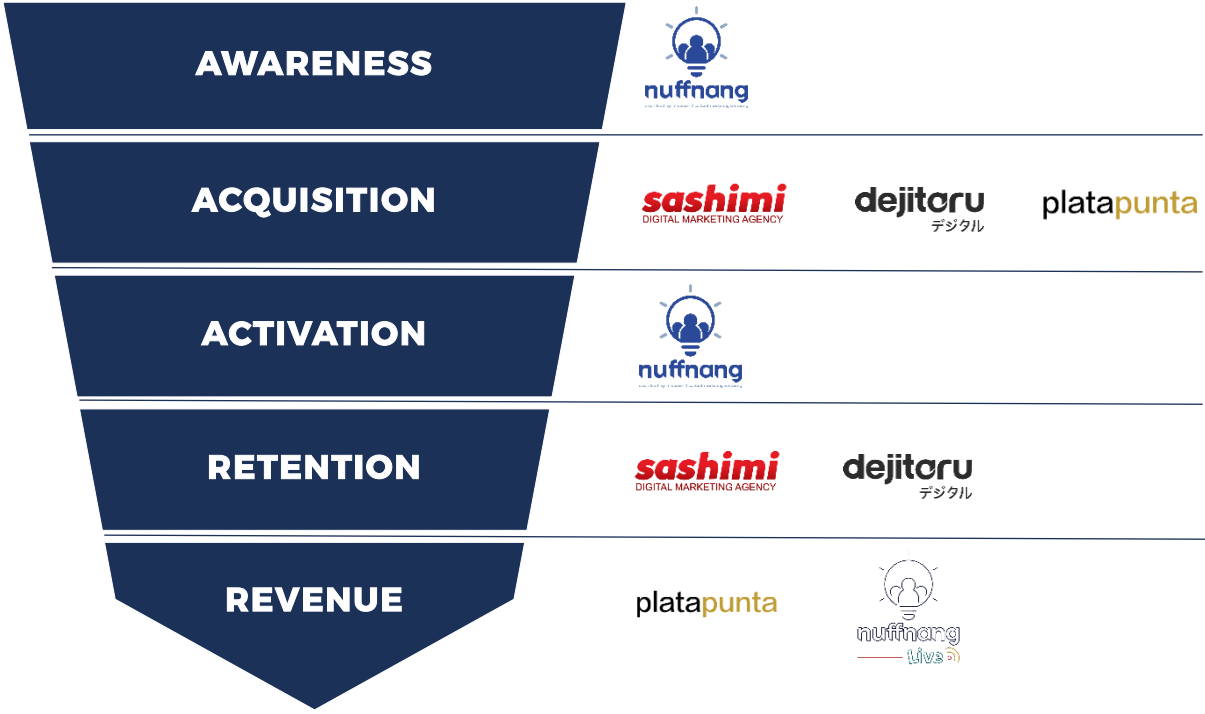 AWARENESS
nuffnang
ACQUISITION
sashimi
DIGITAL MARKETING AGENCY
dejitaru
デジタル
platapunta
ACTIVATION
nuffnang
RETENTION
sashimi
DIGITAL MARKETING AGENCY
dejitaru
デジタル
REVENUE
platapunta
nuffnang
Live